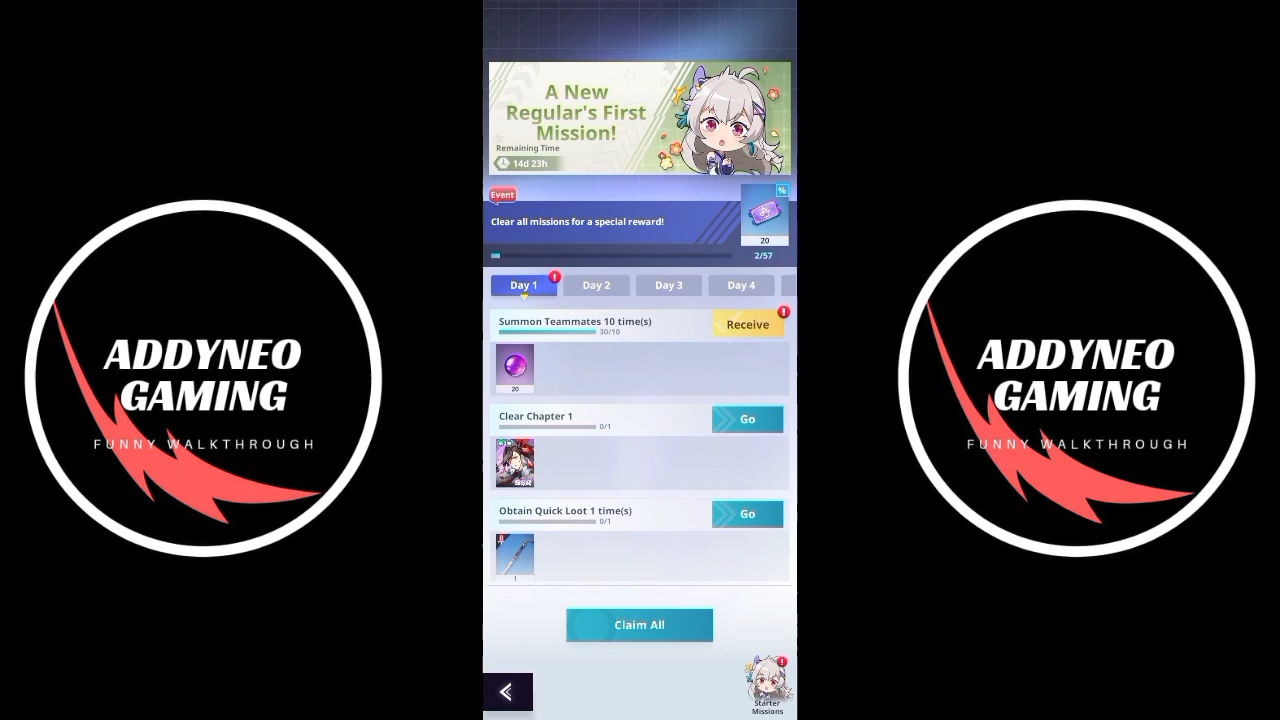 ADDYNEO
GAMING
FUNNY WALKTHROUGH
A New
Regular's First
Mission!
Remaining Time
14d 23h
Event
Clear all missions for a special reward!
%
20
2/57
Day 1
!
Day 2
Day 3
Day 4
Summon Teammates 10 time(s)
30/10
Receive
!
20
Clear Chapter 1
0/1
Go
Obtain Quick Loot 1 time(s)
0/1
Go
1
Claim All
!
Starter
Missions
ADDYNEO
GAMING
FUNNY WALKTHROUGH